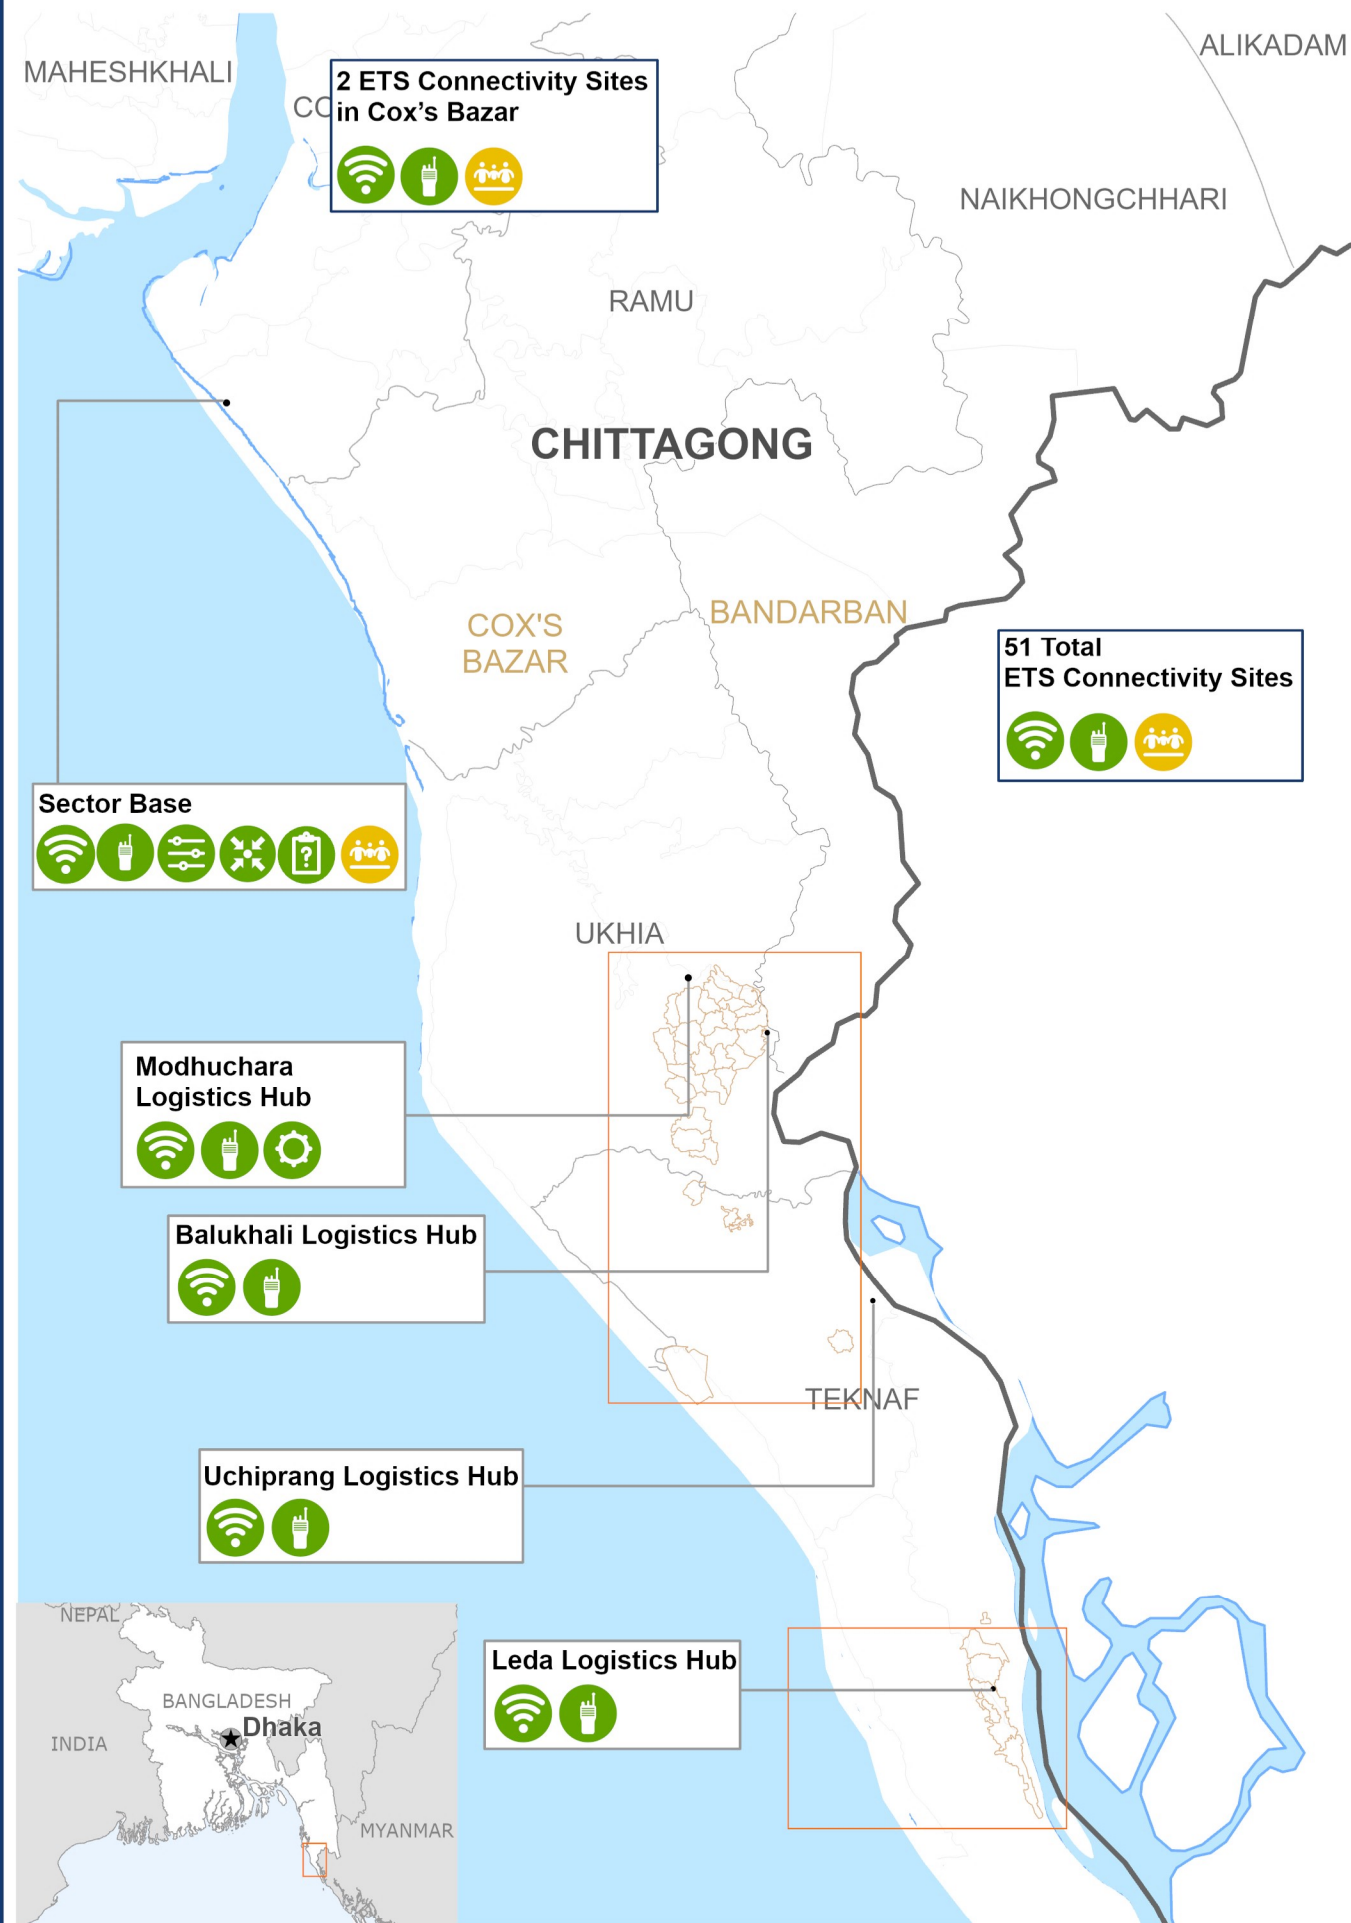 MAHESHKHALI
ALIKADAM
CO
2 ETS Connectivity Sites
in Cox's Bazar
NAIKHONGCHHARI
RAMU
CHITTAGONG
COX'S
BAZAR
BANDARBAN
51 Total
ETS Connectivity Sites
Sector Base
?
UKHIA
Modhuchara
Logistics Hub
Balukhali Logistics Hub
TEKNAF
Uchiprang Logistics Hub
Leda Logistics Hub
NEPAL
BANGLADESH
Dhaka
INDIA
MYANMAR